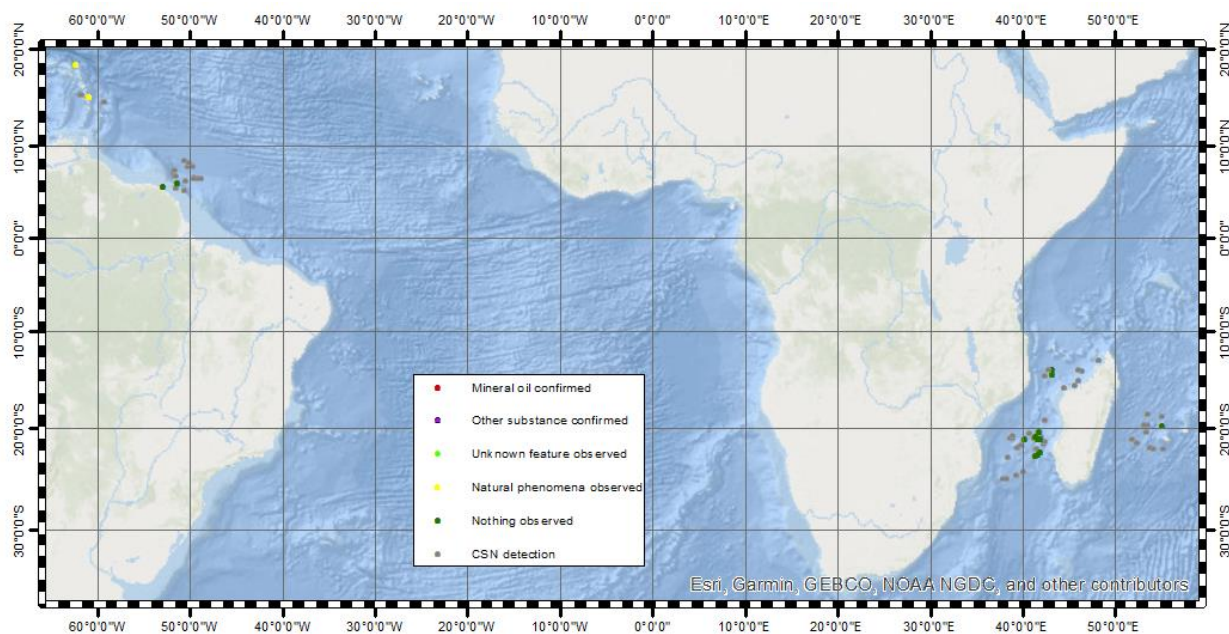 60°0'0"W 50°0'0"W 40°0'0"W 30°0'0"W 20°0'0"W 10°0'0"W 0°0'0"E 10°0'0"E 20°0'0"E 30°0'0"E 40°0'0"E 50°0'0"E
20°0'0"N 20°0'0"N
10°0'0"N 10°0'0"N
0°0'0" 0°0'0"
10°0'0"S 10°0'0"S
Mineral oil confirmed
Other substance confirmed
20°0'0"S 20°0'0"S
Unknown feature observed
Natural phenomena observed
Nothing observed
30°0'0"S 30°0'0"S
CSN detection
Esri, Garmin, GEBCO, NOAA NGDC, and other contributors
60°0'0"W 50°0'0"W 40°0'0"W 30°0'0"W 20°0'0"W 10°0'0"W 0°0'0"E 10°0'0"E 20°0'0"E 30°0'0"E 40°0'0"E 50°0'0"E